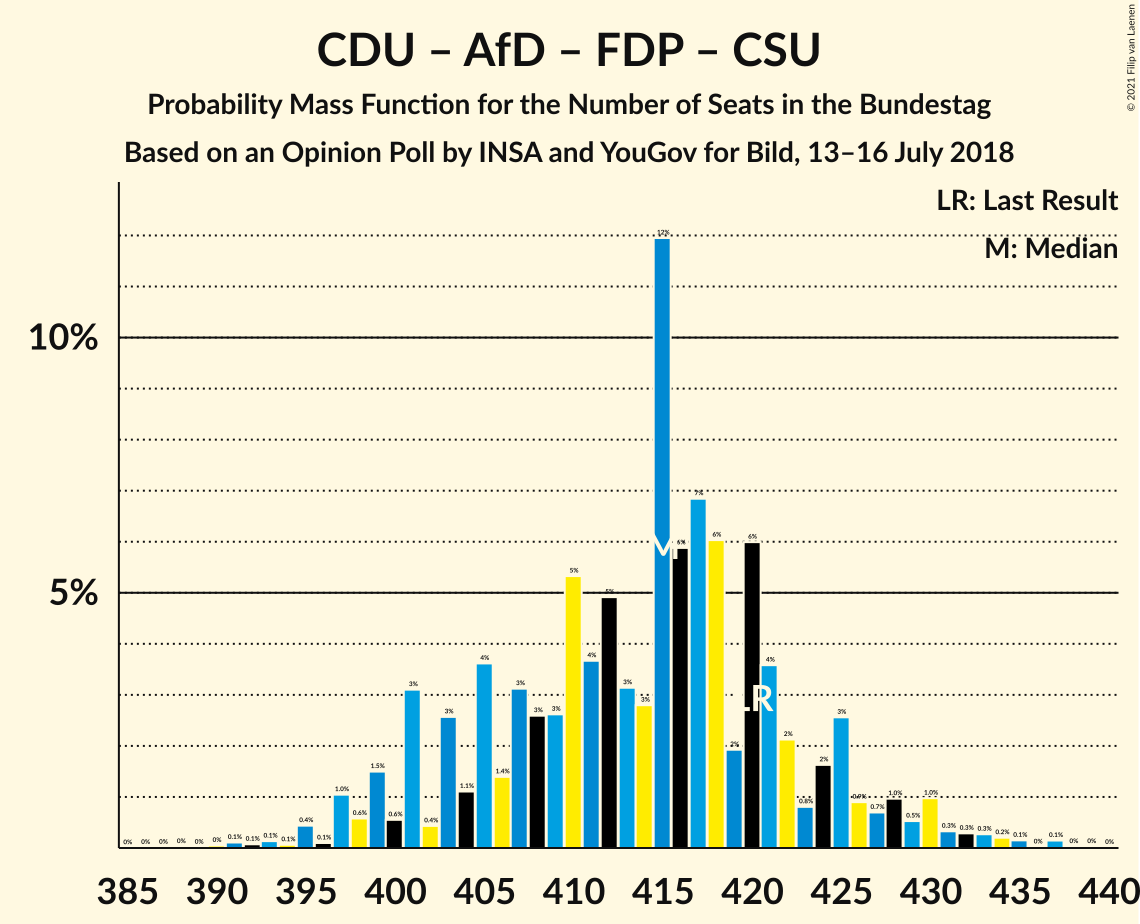 CDU – AfD – FDP – CSU
Probability Mass Function for the Number of Seats in the Bundestag
Based on an Opinion Poll by INSA and YouGov for Bild, 13–16 July 2018
© 2021 Filip van Laenen
LR: Last Result
M: Median
10%
5%
0% 0% 0% 0% 0% 0% 0.1% 0.1% 0.1% 0.1% 0.4% 0.1% 1.0% 0.6% 1.5% 0.6% 3% 0.4% 3% 1.1% 4% 1.4% 3% 3% 3% 5% 4% 5% 3% 3% 12% 6% 7% 6% 2% 6% 4% 2% 0.8% 2% 3% 0.9% 0.7% 1.0% 0.5% 1.0% 0.3% 0.3% 0.3% 0.2% 0.1% 0% 0.1% 0% 0% 0%
M
LR
385 390 395 400 405 410 415 420 425 430 435 440